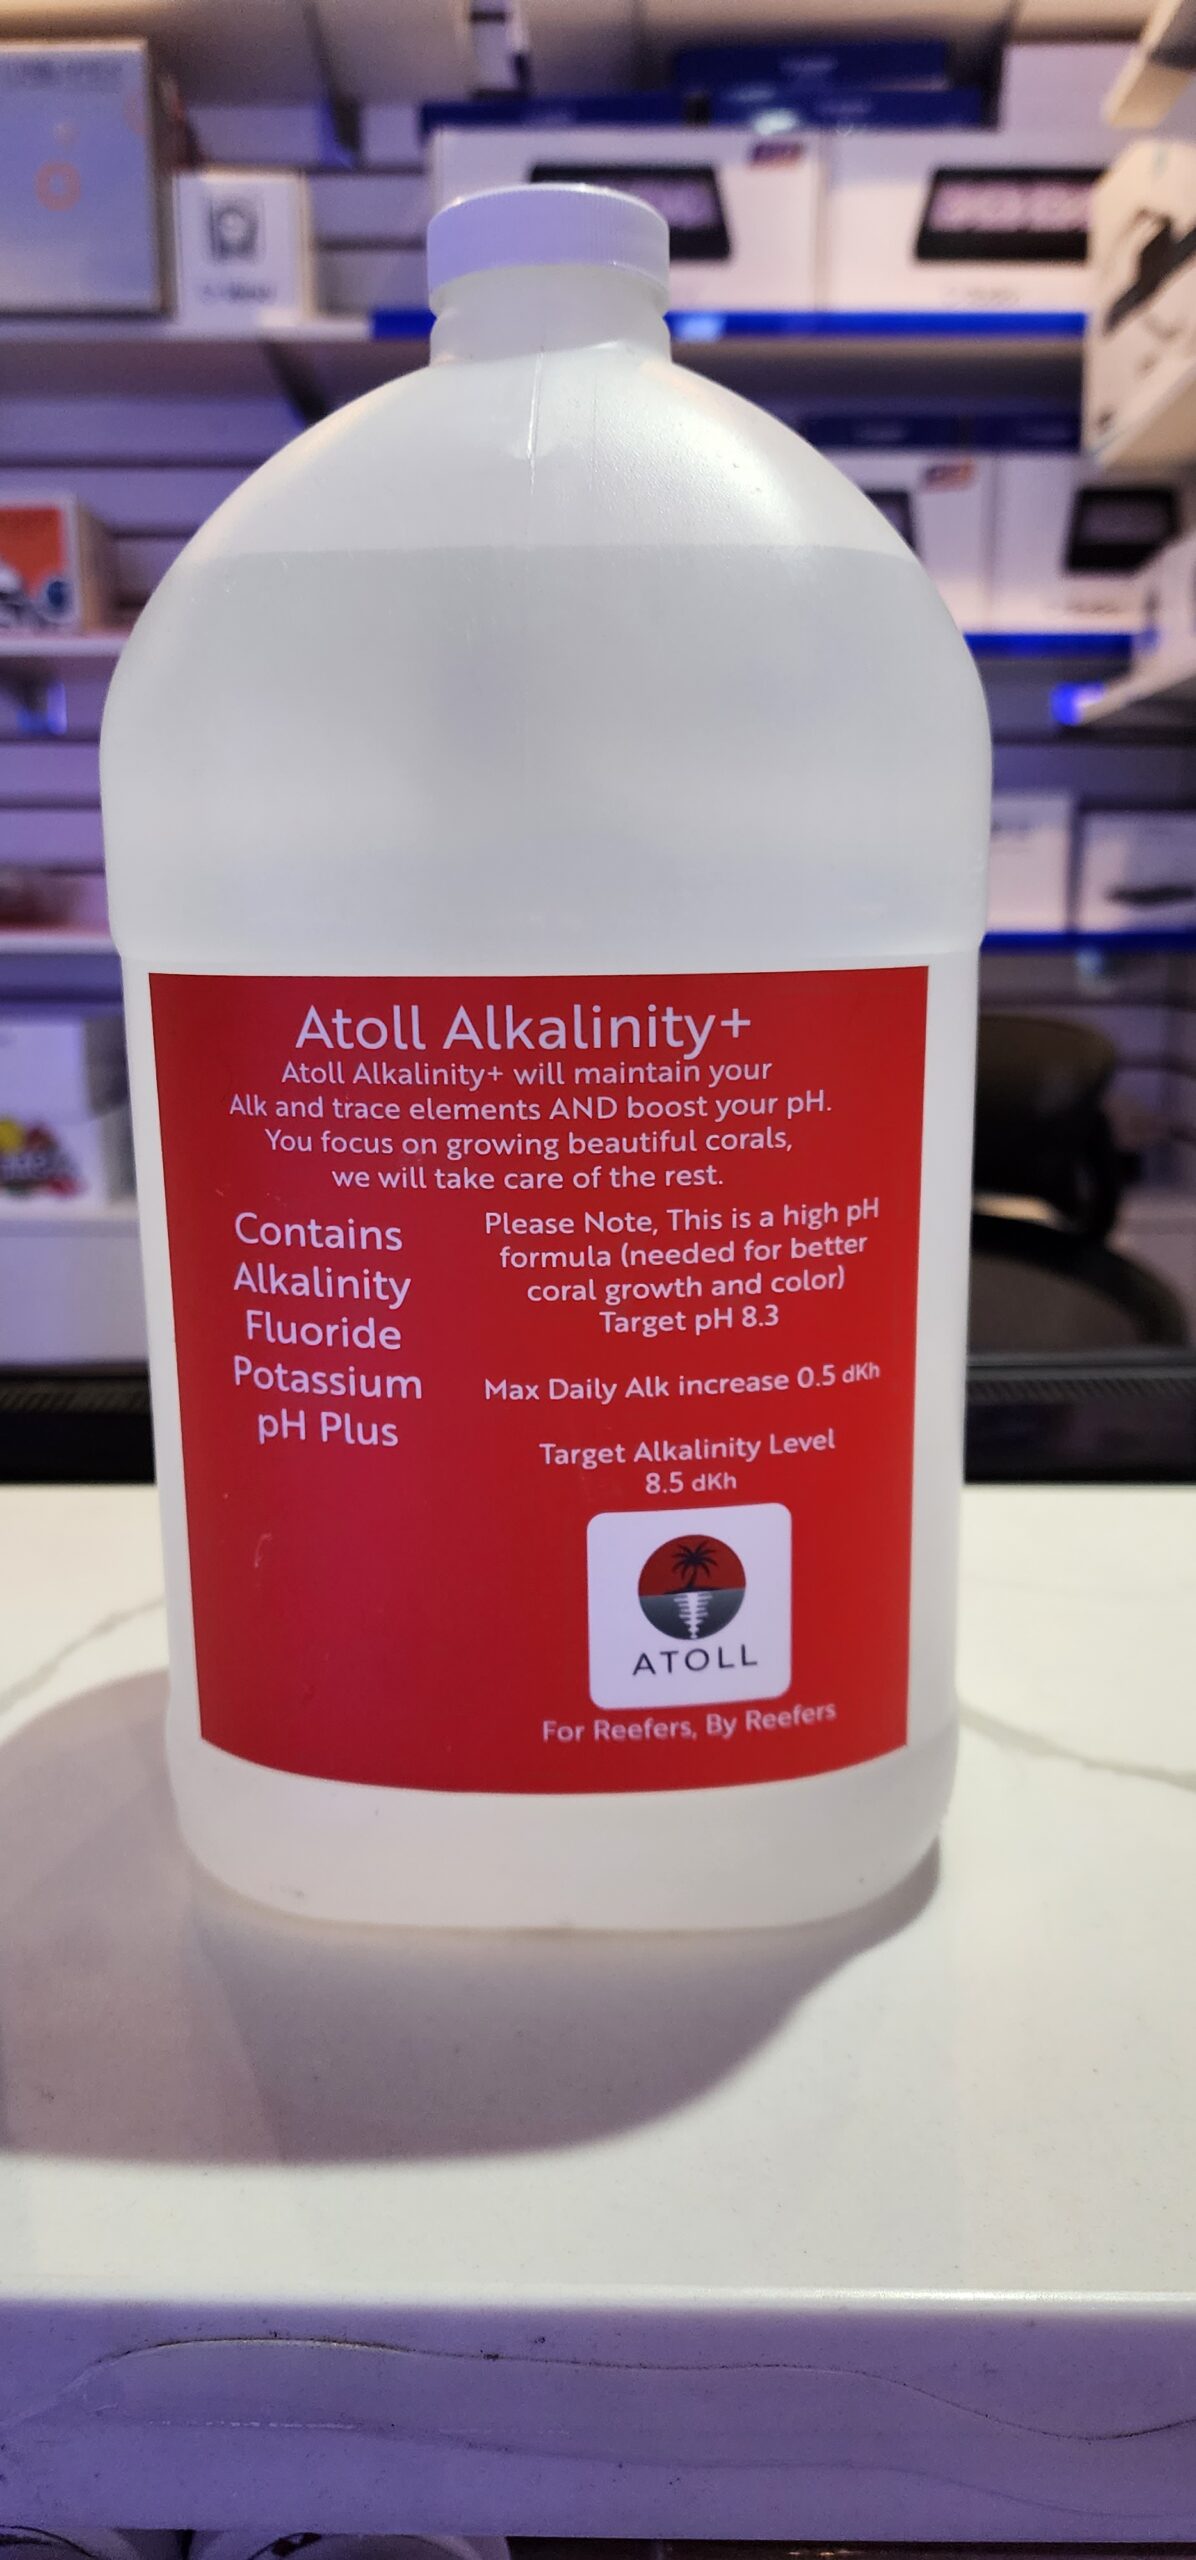 Atoll Alkalinity+
Atoll Alkalinity+ will maintain your
Alk and trace elements AND boost your pH.
You focus on growing beautiful corals,
we will take care of the rest.
Contains
Alkalinity
Fluoride
Potassium
pH Plus
Please Note, This is a high pH
formula (needed for better
coral growth and color)
Target pH 8.3
Max Daily Alk increase 0.5 dKh
Target Alkalinity Level
8.5 dKh
ATOLL
For Reefers, By Reefers